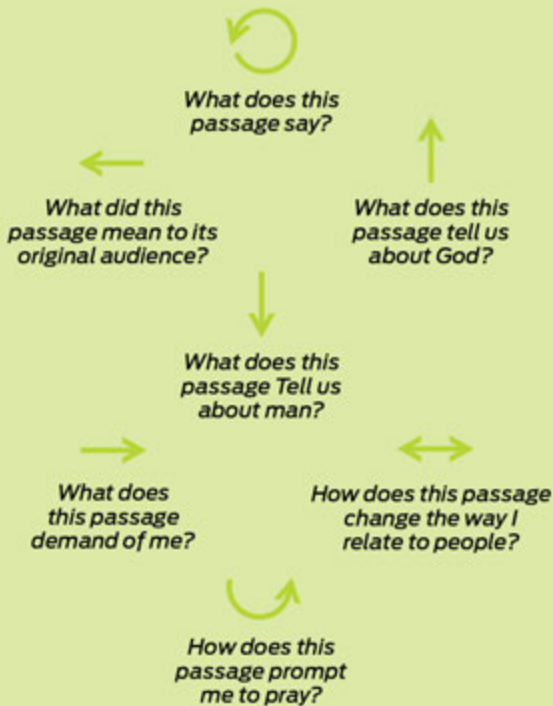 What does this
passage say?
What did this
passage mean to its
original audience?
What does this
passage tell us
about God?
What does this
passage Tell us
about man?
What does
this passage
demand of me?
How does this passage
change the way I
relate to people?
How does this
passage prompt
me to pray?